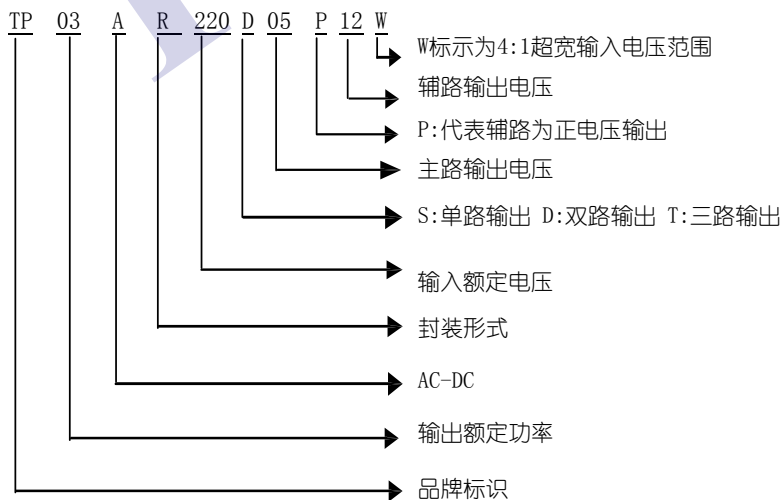 TP 03 A R 220 D 05 P 12 W
W标示为4:1超宽输入电压范围
辅路输出电压
P:代表辅路为正电压输出
主路输出电压
S:单路输出 D:双路输出 T:三路输出
输入额定电压
封装形式
AC-DC
输出额定功率
品牌标识